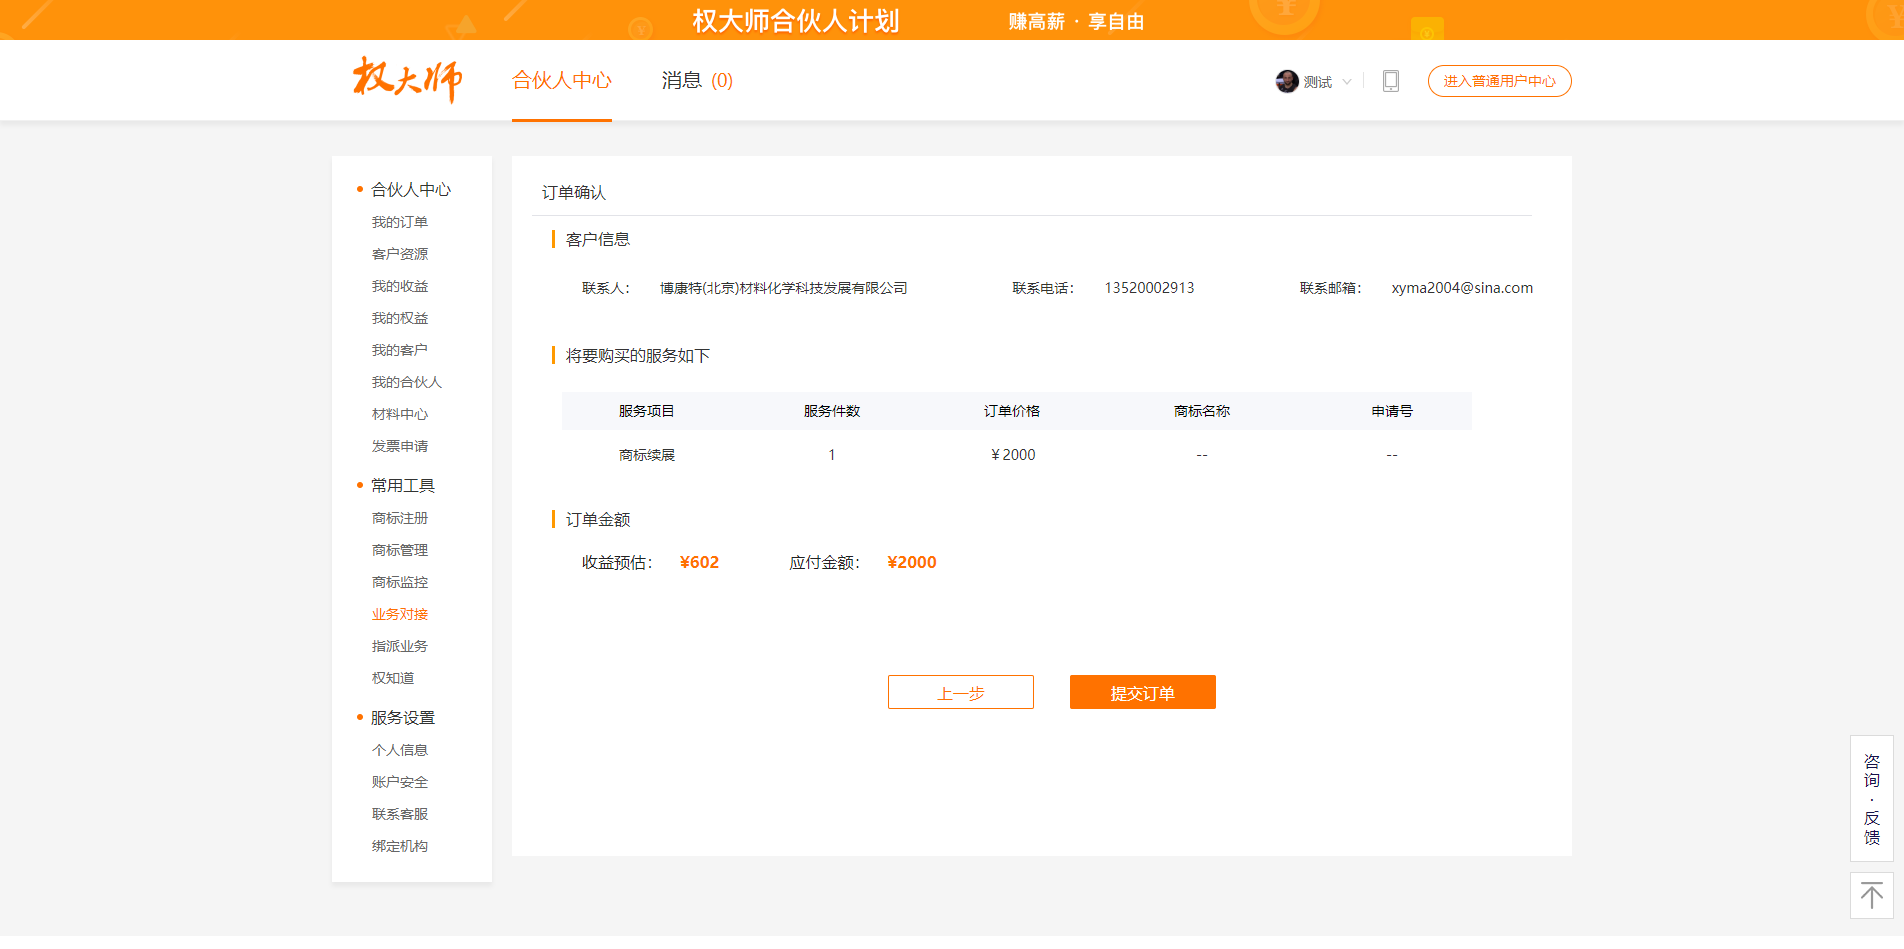 权大师合伙人计划 赚高薪 · 享自由
权大师 合伙人中心 消息 (0) 测试 进入普通用户中心
合伙人中心
我的订单
客户资源
我的收益
我的权益
我的客户
我的合伙人
材料中心
发票申请
常用工具
商标注册
商标管理
商标监控
业务对接
指派业务
权知道
服务设置
个人信息
账户安全
联系客服
绑定机构
订单确认
客户信息
联系人： 博康特(北京)材料化学科技发展有限公司 联系电话： 13520002913 联系邮箱： xyma2004@sina.com
将要购买的服务如下
服务项目 服务件数 订单价格 商标名称 申请号
商标续展 1 ¥2000 -- --
订单金额
收益预估： ¥602 应付金额： ¥2000
上一步 提交订单
咨
询
·
反
馈